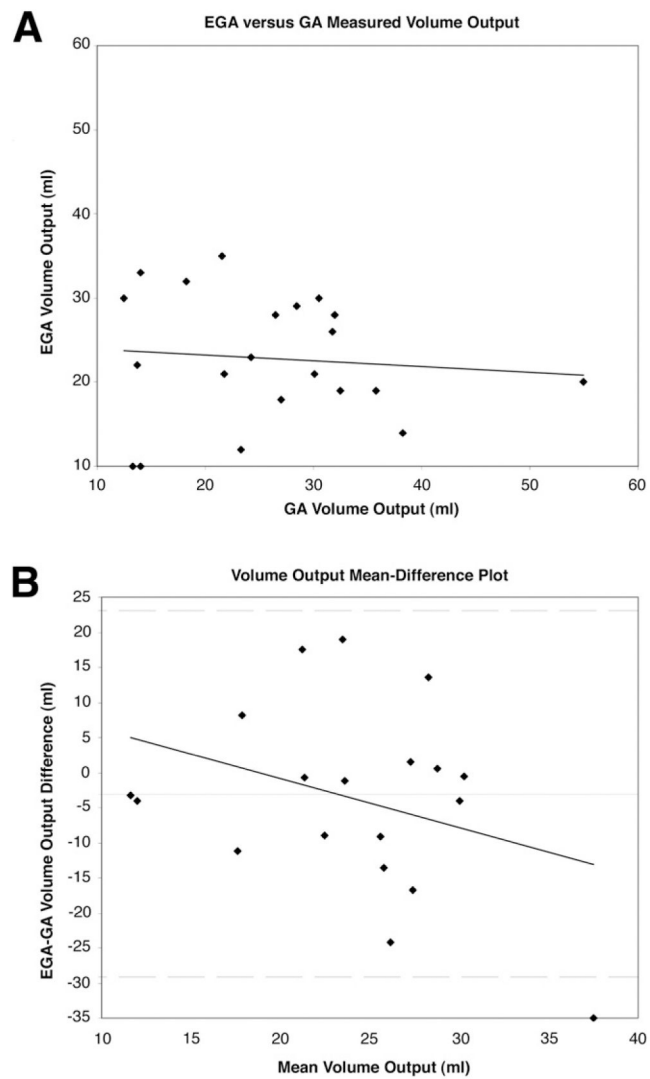 A
EGA versus GA Measured Volume Output
60
50
40
30
20
10
EGA Volume Output (ml)
10 20 30 40 50 60
GA Volume Output (ml)
B
Volume Output Mean-Difference Plot
25
20
15
10
5
0
-5
-10
-15
-20
-25
-30
-35
EGA-GA Volume Output Difference (ml)
10 15 20 25 30 35 40
Mean Volume Output (ml)